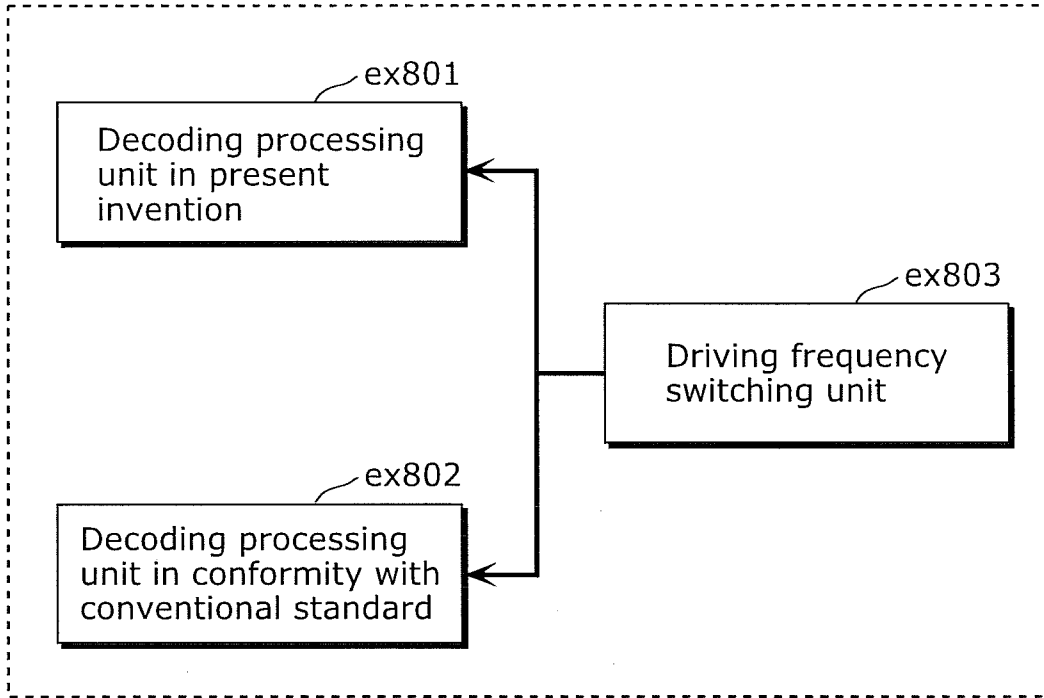 ex801
Decoding processing
unit in present
invention
ex803
Driving frequency
switching unit
ex802
Decoding processing
unit in conformity with
conventional standard